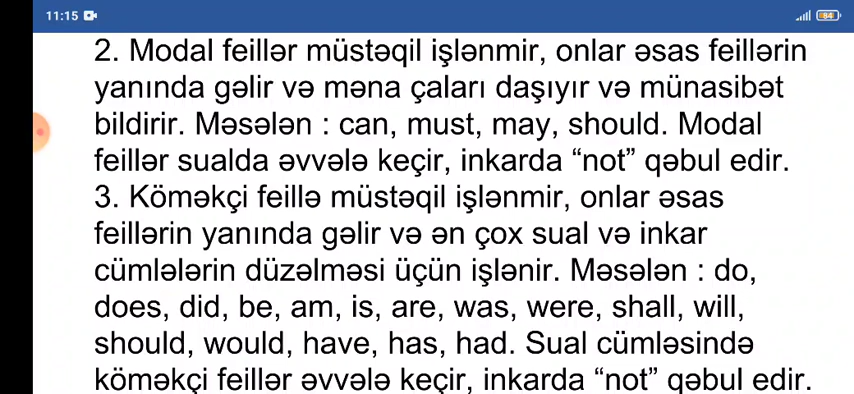 11:15
84
2. Modal feillər müstəqil işlənmir, onlar əsas feillərin
yanında gəlir və məna çaları daşıyır və münasibət
bildirir. Məsələn : can, must, may, should. Modal
feillər sualda əvvələ keçir, inkarda “not” qəbul edir.
3. Köməkçi feillə müstəqil işlənmir, onlar əsas
feillərin yanında gəlir və ən çox sual və inkar
cümlələrin düzəlməsi üçün işlənir. Məsələn : do,
does, did, be, am, is, are, was, were, shall, will,
should, would, have, has, had. Sual cümləsində
köməkçi feillər əvvələ keçir, inkarda “not” qəbul edir.